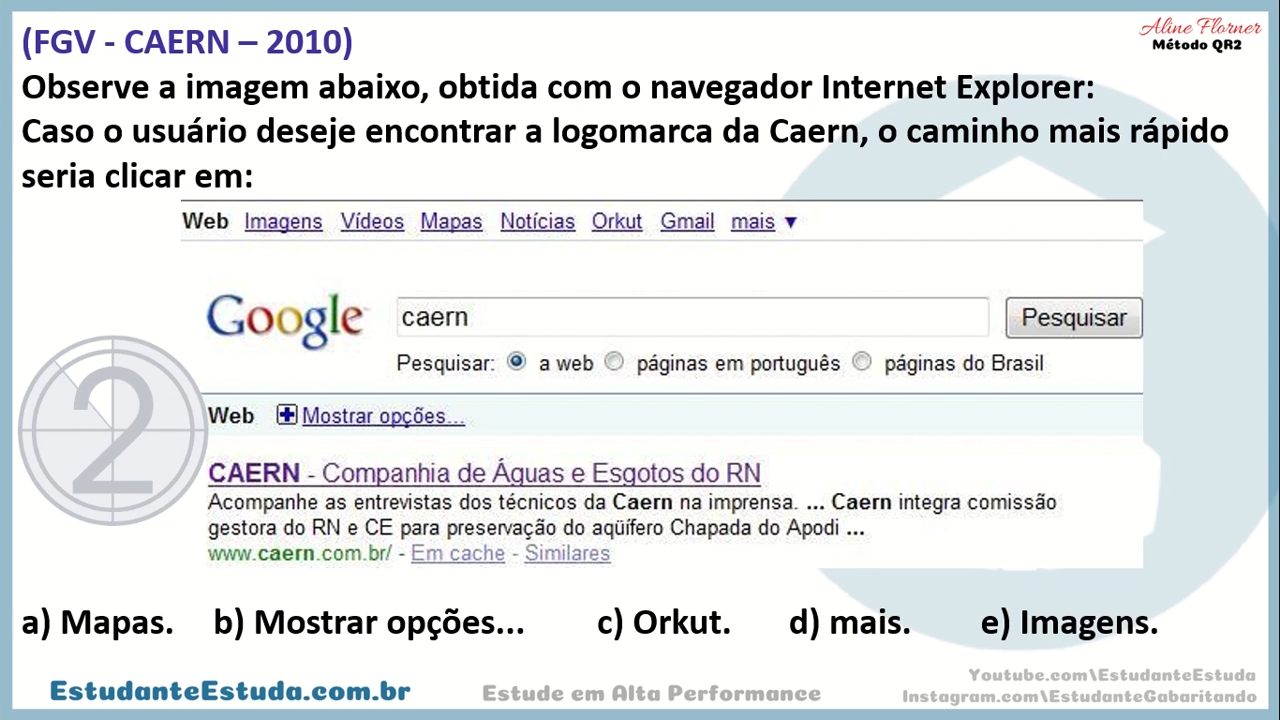 (FGV - CAERN – 2010)
Aline Florner
Método QR2
Observe a imagem abaixo, obtida com o navegador Internet Explorer:
Caso o usuário deseje encontrar a logomarca da Caern, o caminho mais rápido
seria clicar em:
Web Imagens Vídeos Mapas Notícias Orkut Gmail mais ▼
Google caern Pesquisar
Pesquisar: a web páginas em português páginas do Brasil
Web Mostrar opções...
2
CAERN - Companhia de Águas e Esgotos do RN
Acompanhe as entrevistas dos técnicos da Caern na imprensa. ... Caern integra comissão
gestora do RN e CE para preservação do aqüífero Chapada do Apodi ...
www.caern.com.br/ - Em cache - Similares
a) Mapas. b) Mostrar opções... c) Orkut. d) mais. e) Imagens.
EstudanteEstuda.com.br Estude em Alta Performance
Youtube.com\EstudanteEstuda
Instagram.com\EstudanteGabaritando